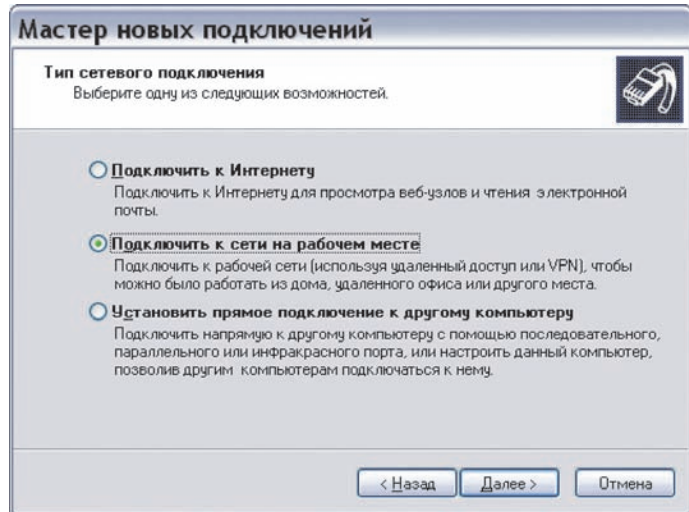 Мастер новых подключений
Тип сетевого подключения
Выберите одну из следующих возможностей.
Подключить к Интернету
Подключить к Интернету для просмотра веб-узлов и чтения электронной
почты.
Подключить к сети на рабочем месте
Подключить к рабочей сети (используя удаленный доступ или VPN), чтобы
можно было работать из дома, удаленного офиса или другого места.
Установить прямое подключение к другому компьютеру
Подключить напрямую к другому компьютеру с помощью последовательного,
параллельного или инфракрасного порта, или настроить данный компьютер,
позволив другим компьютерам подключаться к нему.
< Назад Далее > Отмена